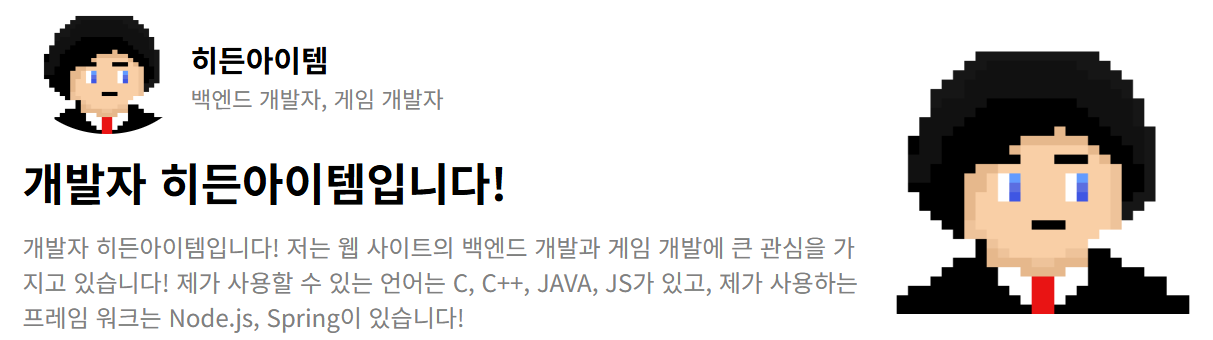 히든아이템
백엔드 개발자, 게임 개발자
개발자 히든아이템입니다!
개발자 히든아이템입니다! 저는 웹 사이트의 백엔드 개발과 게임 개발에 큰 관심을 가
지고 있습니다! 제가 사용할 수 있는 언어는 C, C++, JAVA, JS가 있고, 제가 사용하는
프레임 워크는 Node.js, Spring이 있습니다!